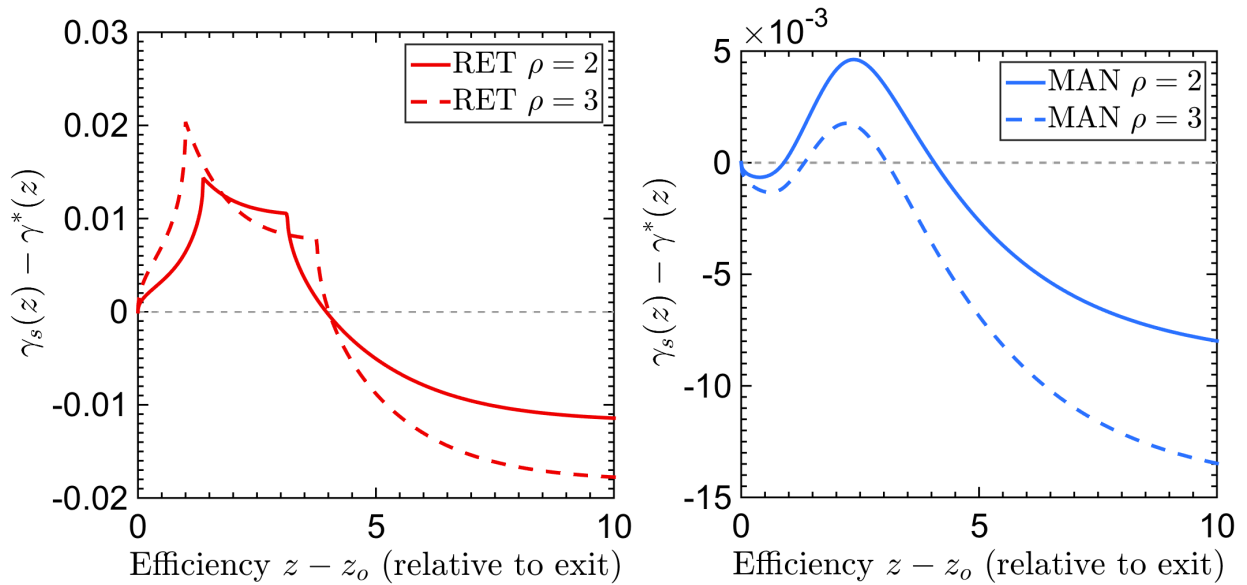 0.03
0.02
0.01
0
-0.01
-0.02
γₛ(z) − γ*(z)
RET ρ = 2
RET ρ = 3
0
5
10
Efficiency z − zₒ (relative to exit)
×10⁻³
5
0
-5
-10
-15
γₛ(z) − γ*(z)
MAN ρ = 2
MAN ρ = 3
0
5
10
Efficiency z − zₒ (relative to exit)